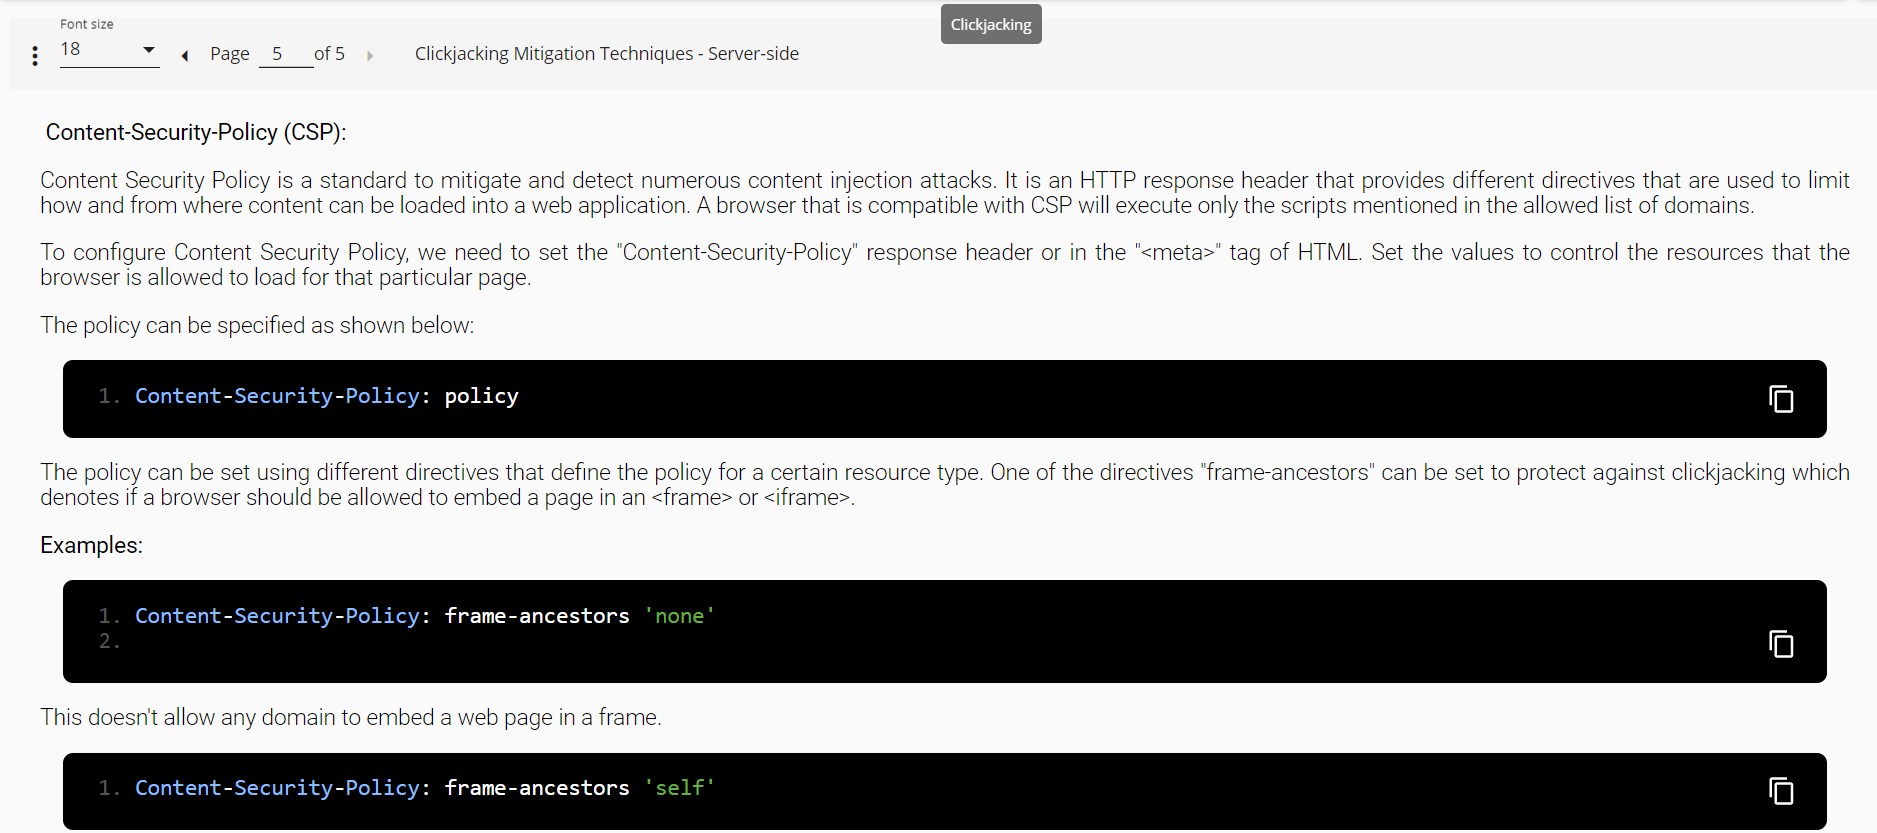 Clickjacking
Font size
18
Page 5 of 5 Clickjacking Mitigation Techniques - Server-side
Content-Security-Policy (CSP):
Content Security Policy is a standard to mitigate and detect numerous content injection attacks. It is an HTTP response header that provides different directives that are used to limit
how and from where content can be loaded into a web application. A browser that is compatible with CSP will execute only the scripts mentioned in the allowed list of domains.
To configure Content Security Policy, we need to set the "Content-Security-Policy" response header or in the "<meta>" tag of HTML. Set the values to control the resources that the
browser is allowed to load for that particular page.
The policy can be specified as shown below:
1. Content-Security-Policy: policy
The policy can be set using different directives that define the policy for a certain resource type. One of the directives "frame-ancestors" can be set to protect against clickjacking which
denotes if a browser should be allowed to embed a page in an <frame> or <iframe>.
Examples:
1. Content-Security-Policy: frame-ancestors 'none'
2.
This doesn't allow any domain to embed a web page in a frame.
1. Content-Security-Policy: frame-ancestors 'self'